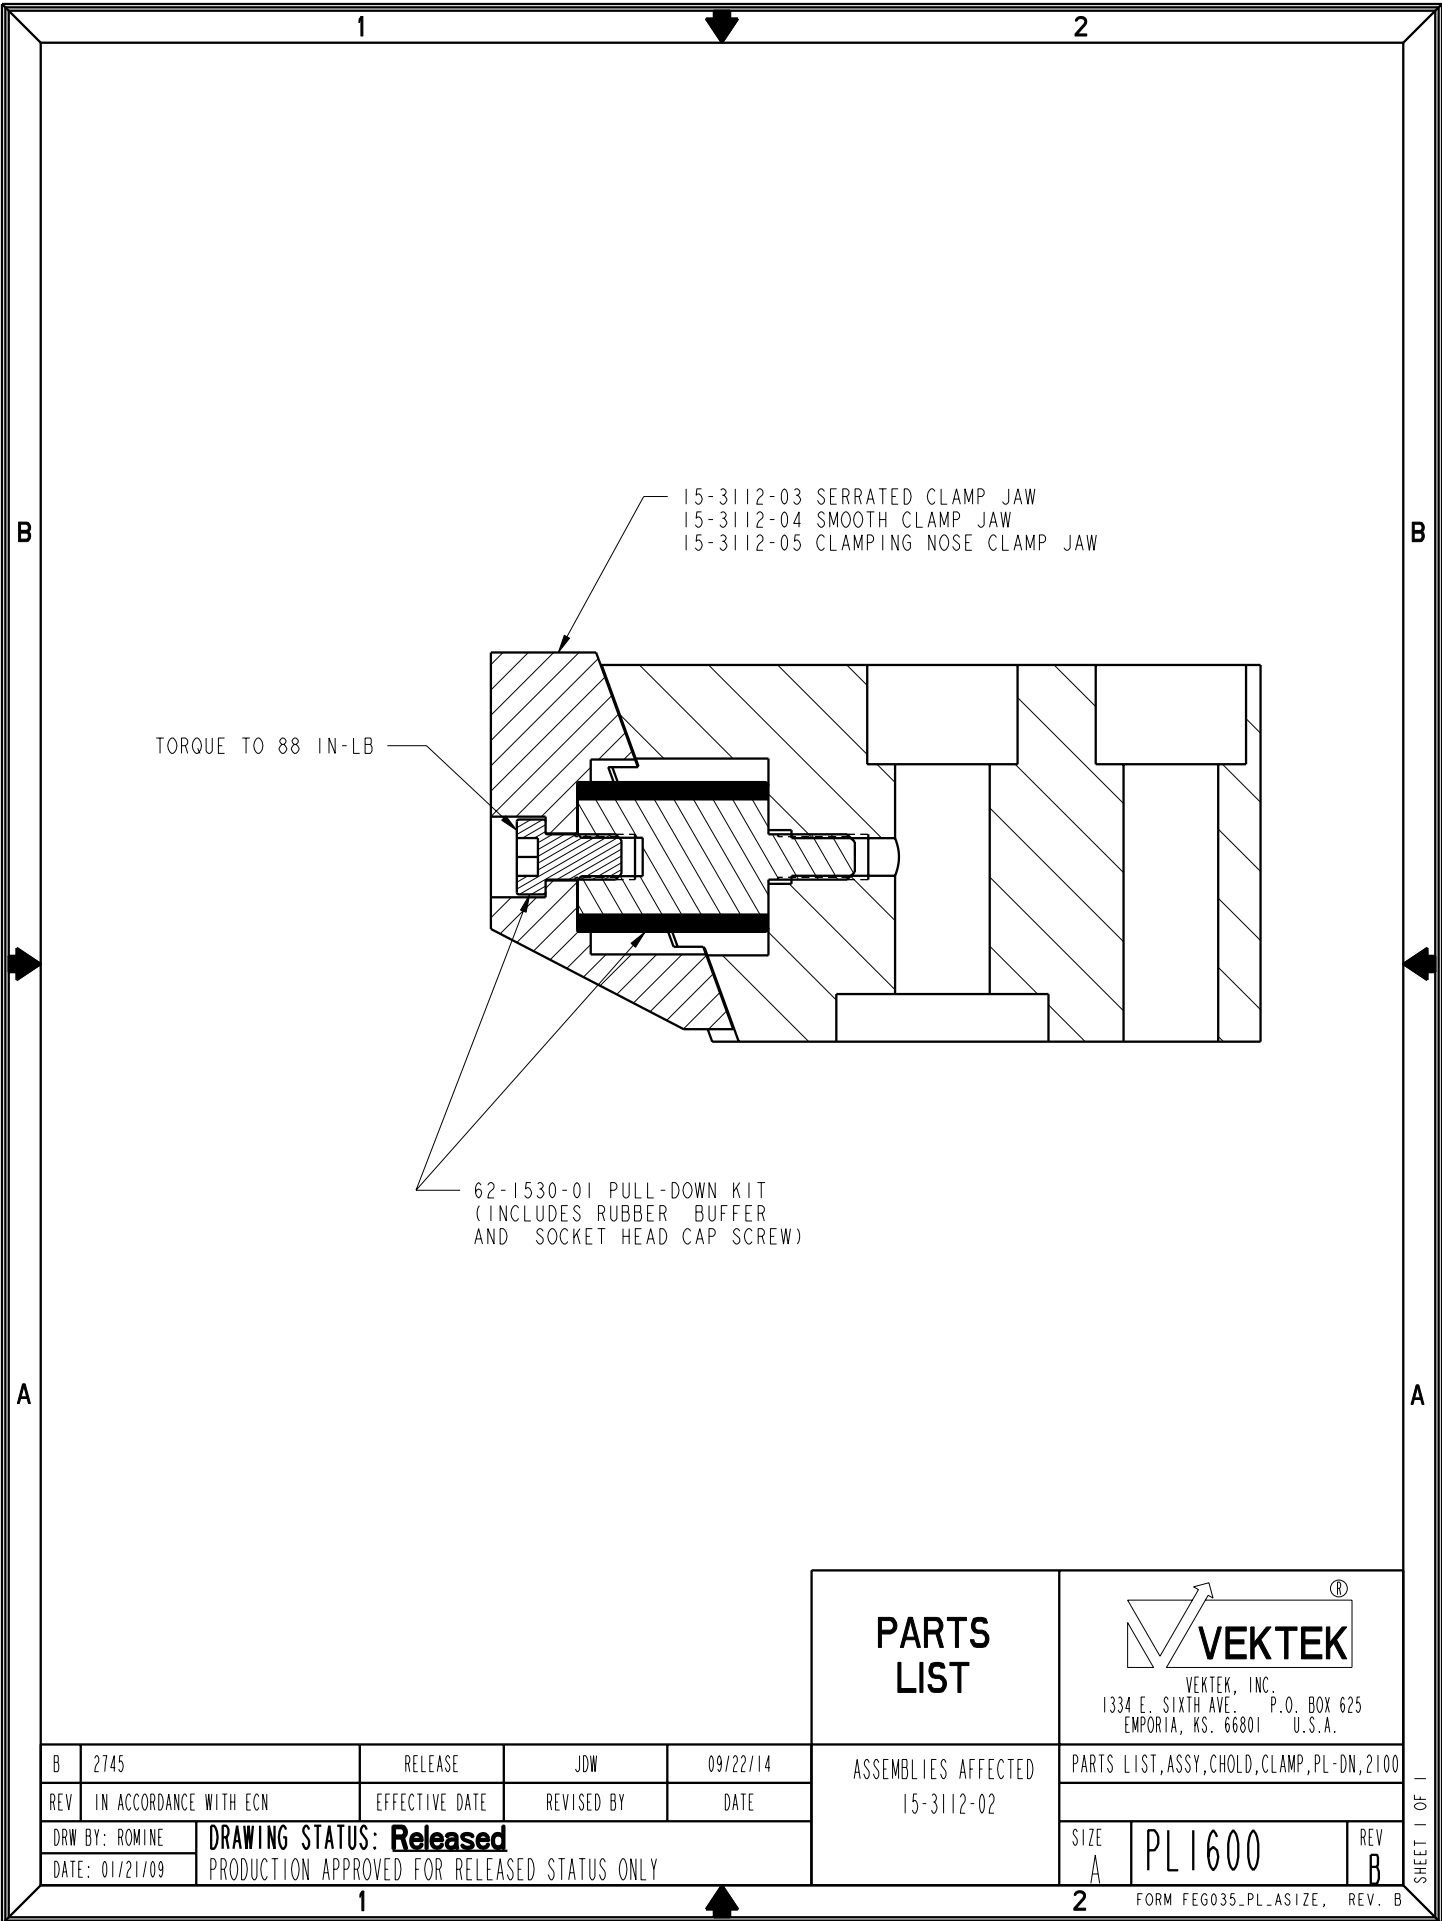 1
2
B
B
15-3112-03 SERRATED CLAMP JAW
15-3112-04 SMOOTH CLAMP JAW
15-3112-05 CLAMPING NOSE CLAMP JAW
TORQUE TO 88 IN-LB
62-1530-01 PULL-DOWN KIT
(INCLUDES RUBBER BUFFER
AND SOCKET HEAD CAP SCREW)
A
A
PARTS
LIST
®
VEKTEK
VEKTEK, INC.
1334 E. SIXTH AVE. P.O. BOX 625
EMPORIA, KS. 66801 U.S.A.
B 2745 RELEASE JDW 09/22/14
REV IN ACCORDANCE WITH ECN EFFECTIVE DATE REVISED BY DATE
ASSEMBLIES AFFECTED
15-3112-02
PARTS LIST,ASSY,CHOLD,CLAMP,PL-DN,2100
DRW BY: ROMINE
DATE: 01/21/09
DRAWING STATUS: Released
PRODUCTION APPROVED FOR RELEASED STATUS ONLY
SIZE
A
PL1600
REV
B
SHEET 1 OF 1
1
2
FORM FEG035_PL_ASIZE, REV. B